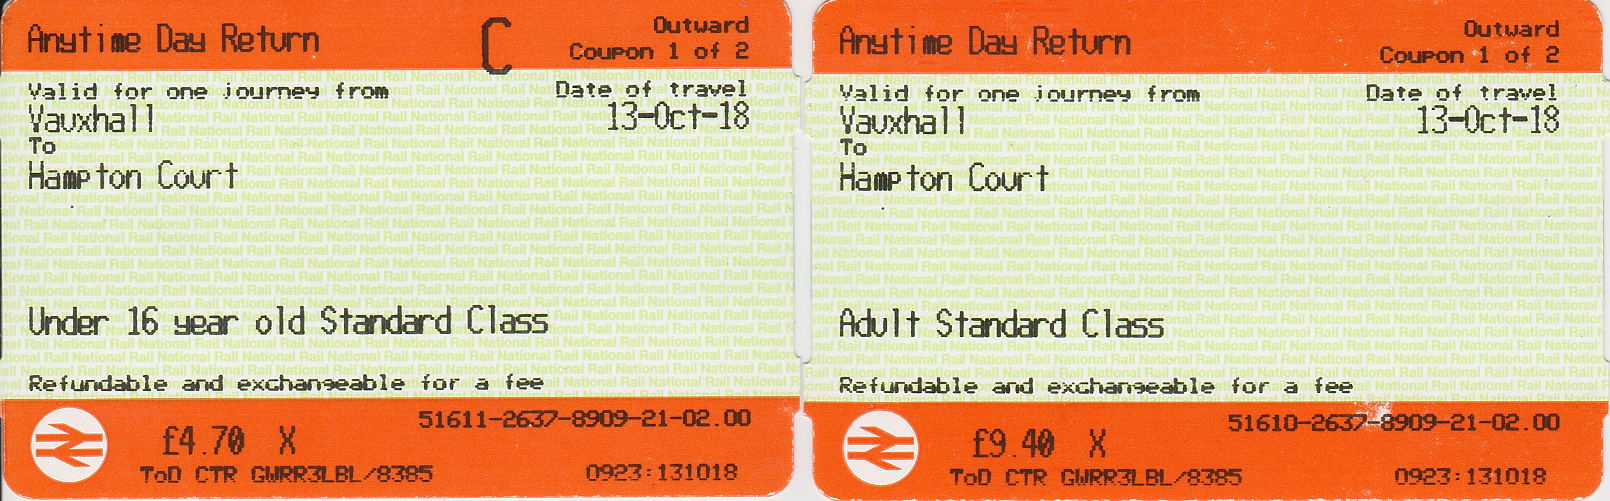 Anytime Day Return
C
Outward
Coupon 1 of 2
Valid for one journey from
Date of travel
Vauxhall
13-Oct-18
To
Hampton Court
Under 16 year old Standard Class
Refundable and exchangeable for a fee
51611-2637-8909-21-02.00
£4.70 X
ToD CTR GWRR3LBL/8385
0923:131018
Anytime Day Return
Outward
Coupon 1 of 2
Valid for one journey from
Date of travel
Vauxhall
13-Oct-18
To
Hampton Court
Adult Standard Class
Refundable and exchangeable for a fee
51610-2637-8909-21-02.00
£9.40 X
ToD CTR GWRR3LBL/8385
0923:131018